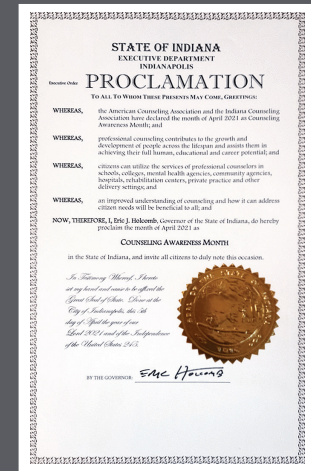 STATE OF INDIANA
EXECUTIVE DEPARTMENT
INDIANAPOLIS
Executive Order
PROCLAMATION
TO ALL TO WHOM THESE PRESENTS MAY COME, GREETINGS:
WHEREAS, the American Counseling Association and the Indiana Counseling
Association have declared the month of April 2021 as Counseling
Awareness Month; and
WHEREAS, professional counseling contributes to the growth and
development of people across the lifespan and assists them in
achieving their full human, educational and career potential; and
WHEREAS, citizens can utilize the services of professional counselors in
schools, colleges, mental health agencies, community agencies,
hospitals, rehabilitation centers, private practice and other
delivery settings; and
WHEREAS, an improved understanding of counseling and how it can address
citizen needs will be beneficial to all; and
NOW, THEREFORE, I, Eric J. Holcomb, Governor of the State of Indiana, do hereby
proclaim the month of April 2021 as
COUNSELING AWARENESS MONTH
in the State of Indiana, and invite all citizens to duly note this occasion.
In Testimony Whereof, I hereto
set my hand and cause to be affixed the
Great Seal of State. Done at the
City of Indianapolis, this 5th
day of April the year of our
Lord 2021 and of the Independence
of the United States 245.
BY THE GOVERNOR: Eric Holcomb